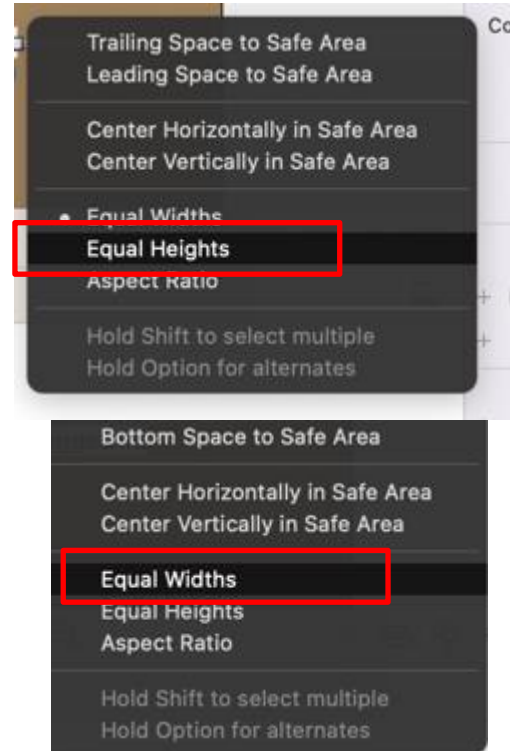 Co
Trailing Space to Safe Area
Leading Space to Safe Area
Center Horizontally in Safe Area
Center Vertically in Safe Area
• Equal Widths
Equal Heights
Aspect Ratio
Hold Shift to select multiple
Hold Option for alternates
Bottom Space to Safe Area
Center Horizontally in Safe Area
Center Vertically in Safe Area
Equal Widths
Equal Heights
Aspect Ratio
Hold Shift to select multiple
Hold Option for alternates